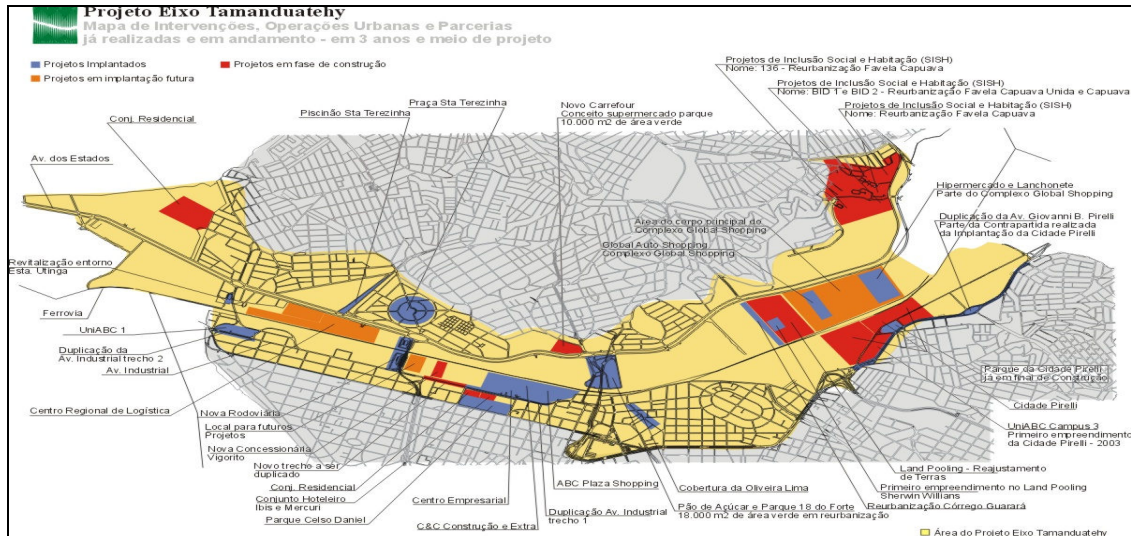 Projeto Eixo Tamanduatehy
Mapa de Intervenções, Operações Urbanas e Parcerias
já realizadas e em andamento - em 3 anos e meio de projeto
Projetos Implantados
Projetos em fase de construção
Projetos em implantação futura
Projetos de Inclusão Social e Habitação (SISH)
Nome: 136 - Reurbanização Favela Capuava
Projetos de Inclusão Social e Habitação (SISH)
Nome: BID 1 e BID 2 - Reurbanização Favela Capuava Unida e Capuava
Projetos de Inclusão Social e Habitação (SISH)
Nome: Reurbanização Favela Capuava
Novo Carrefour
Conceito supermercado parque
10.000 m2 de área verde
Praça Sta Terezinha
Piscinão Sta Terezinha
Conj. Residencial
Av. dos Estados
Hipermercado e Lanchonete
Parte do Complexo Global Shopping
Área do corpo principal do
Complexo Global Shopping
Duplicação da Av. Giovanni B. Pirelli
Parte da Contrapartida realizada
da Implantação da Cidade Pirelli
Global Auto Shopping
Complexo Global Shopping
Revitalização entorno
Esta. Utinga
Ferrovia
UniABC 1
Duplicação da
Av. Industrial trecho 2
Av. Industrial
Parque da Cidade Pirelli
já em final de Construção
Cidade Pirelli
Centro Regional de Logística
Nova Rodoviária
Local para futuros
Projetos
Nova Concessionária
Vigorito
Novo trecho a ser
duplicado
Conj. Residencial
Conjunto Hoteleiro
Ibis e Mercuri
Parque Celso Daniel
Centro Empresarial
C&C Construção e Extra
ABC Plaza Shopping
Duplicação Av. Industrial
trecho 1
Cobertura da Oliveira Lima
Pão de Açúcar e Parque 18 do Forte
18.000 m2 de área verde em reurbanização
UniABC Campus 3
Primeiro empreendimento
da Cidade Pirelli - 2003
Land Pooling - Reajustamento
de Terras
Primeiro empreendimento no Land Pooling
Sherwin Willians
Reurbanização Córrego Guarará
Área do Projeto Eixo Tamanduatehy